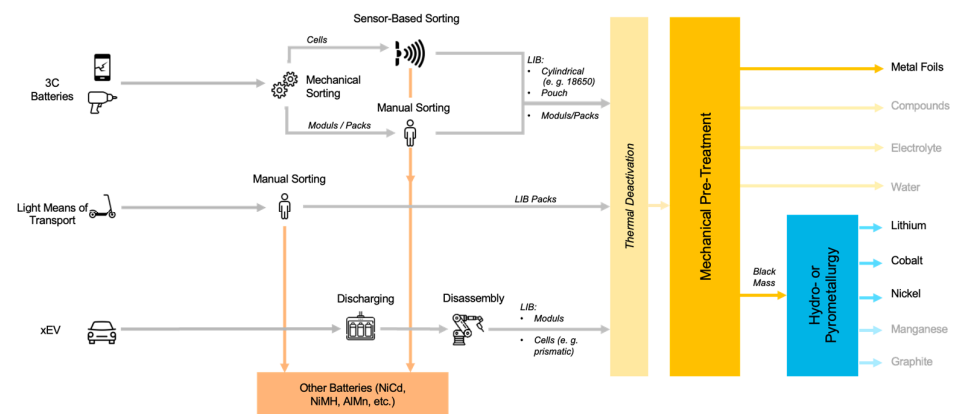 Sensor-Based Sorting
Cells
3C
Batteries
Mechanical
Sorting
Manual Sorting
Moduls / Packs
LIB:
• Cylindrical
(e. g. 18650)
• Pouch
• Moduls/Packs
Manual Sorting
Light Means of
Transport
LIB Packs
xEV
Discharging
Disassembly
LIB:
• Moduls
• Cells (e. g.
prismatic)
Other Batteries (NiCd,
NiMH, AlMn, etc.)
Thermal Deactivation
Mechanical Pre-Treatment
Black
Mass
Hydro- or
Pyrometallurgy
Metal Foils
Compounds
Electrolyte
Water
Lithium
Cobalt
Nickel
Manganese
Graphite